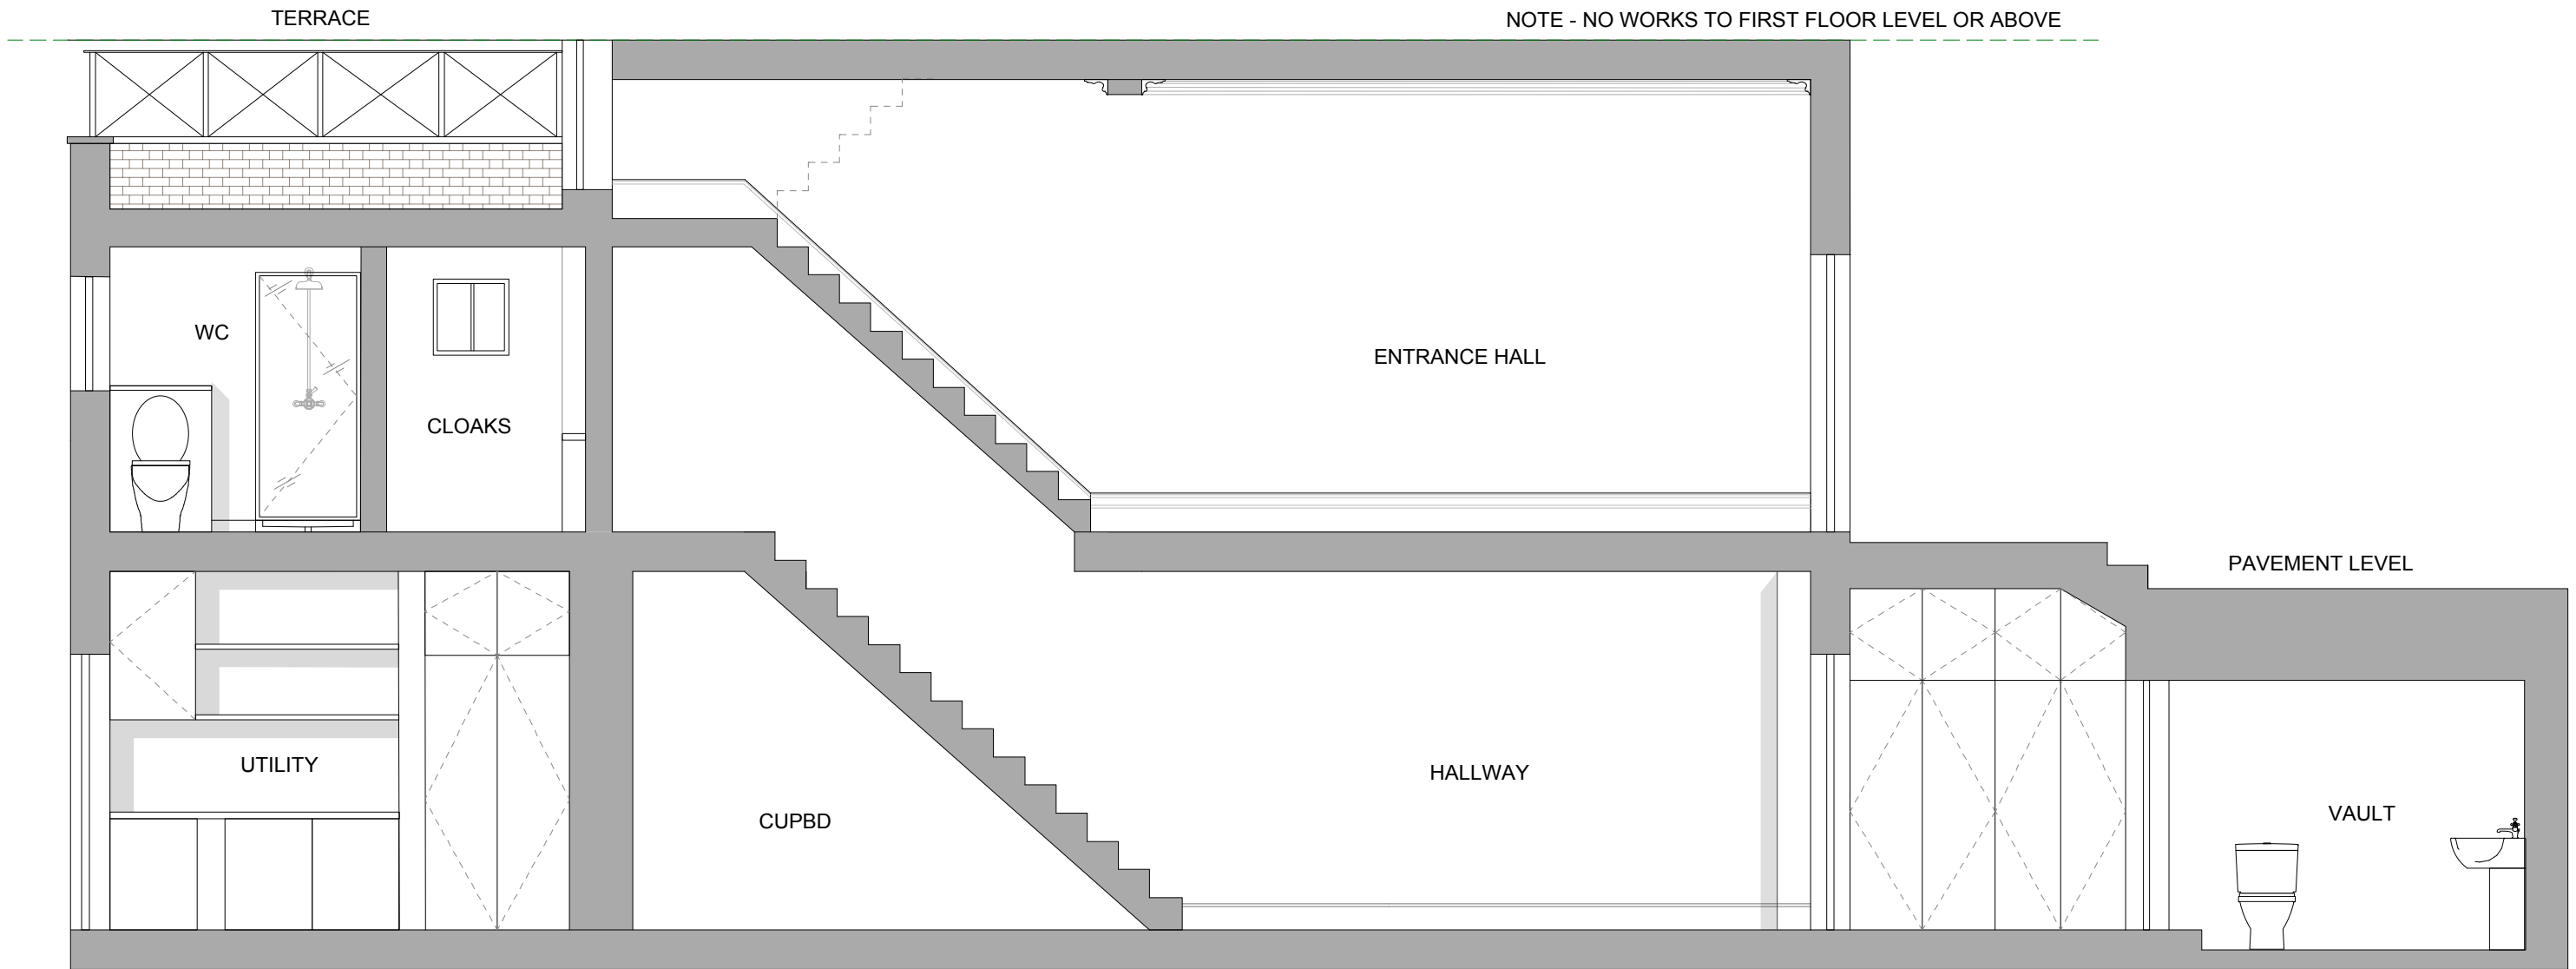 TERRACE
NOTE - NO WORKS TO FIRST FLOOR LEVEL OR ABOVE
WC
ENTRANCE HALL
CLOAKS
PAVEMENT LEVEL
UTILITY
HALLWAY
CUPBD
VAULT